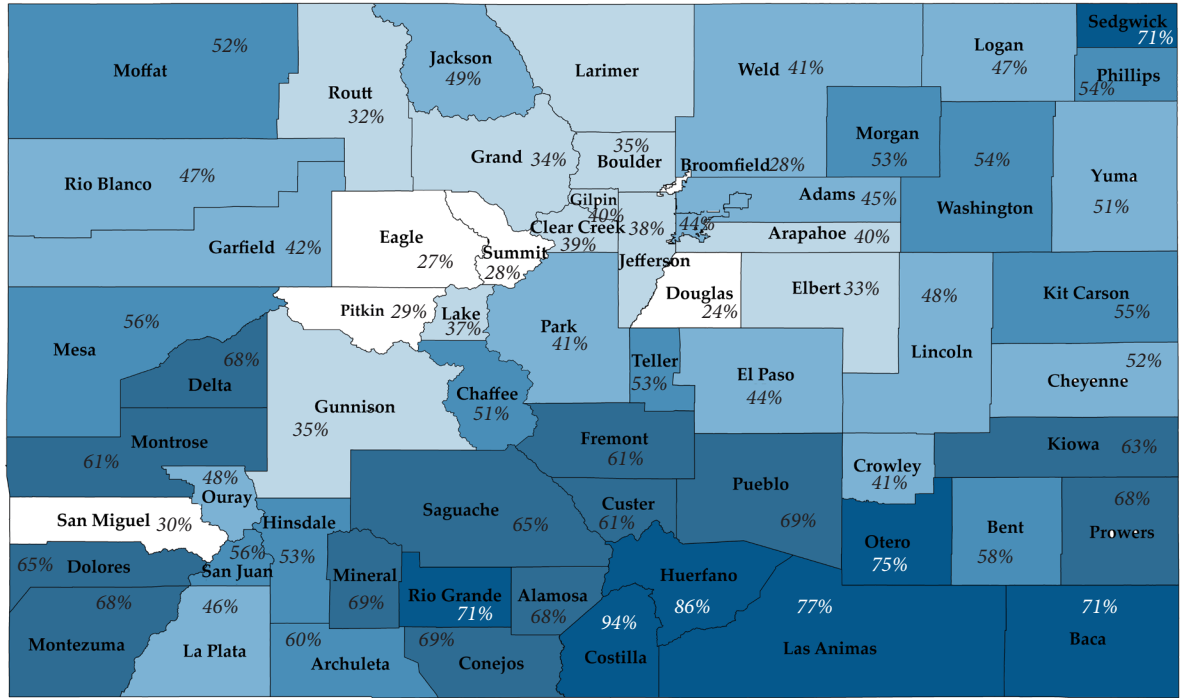 Moffat
52%
Routt
32%
Jackson
49%
Larimer
Weld 41%
Logan
47%
Sedgwick
71%
Phillips
54%
Morgan
53%
54%
Washington
Yuma
51%
Rio Blanco
47%
Grand 34%
35%
Boulder
Broomfield 28%
Gilpin
40%
Clear Creek
39%
38%
Jefferson
44%
Adams 45%
Arapahoe 40%
Garfield 42%
Eagle
27%
Summit
28%
Pitkin 29%
Lake
37%
Park
41%
Douglas
24%
Elbert 33%
48%
Lincoln
Kit Carson
55%
52%
Cheyenne
56%
Mesa
68%
Delta
Gunnison
35%
Chaffee
51%
Teller
53%
El Paso
44%
Montrose
61%
48%
Ouray
Fremont
61%
Pueblo
69%
Crowley
41%
Kiowa 63%
San Miguel 30%
Hinsdale
53%
Saguache
65%
Custer
61%
Otero
75%
Bent
58%
68%
Prowers
65% Dolores
56%
San Juan
Mineral
69%
Rio Grande
71%
Alamosa
68%
Huerfano
86%
68%
Montezuma
46%
La Plata
60%
Archuleta
69%
Conejos
94%
Costilla
77%
Las Animas
71%
Baca